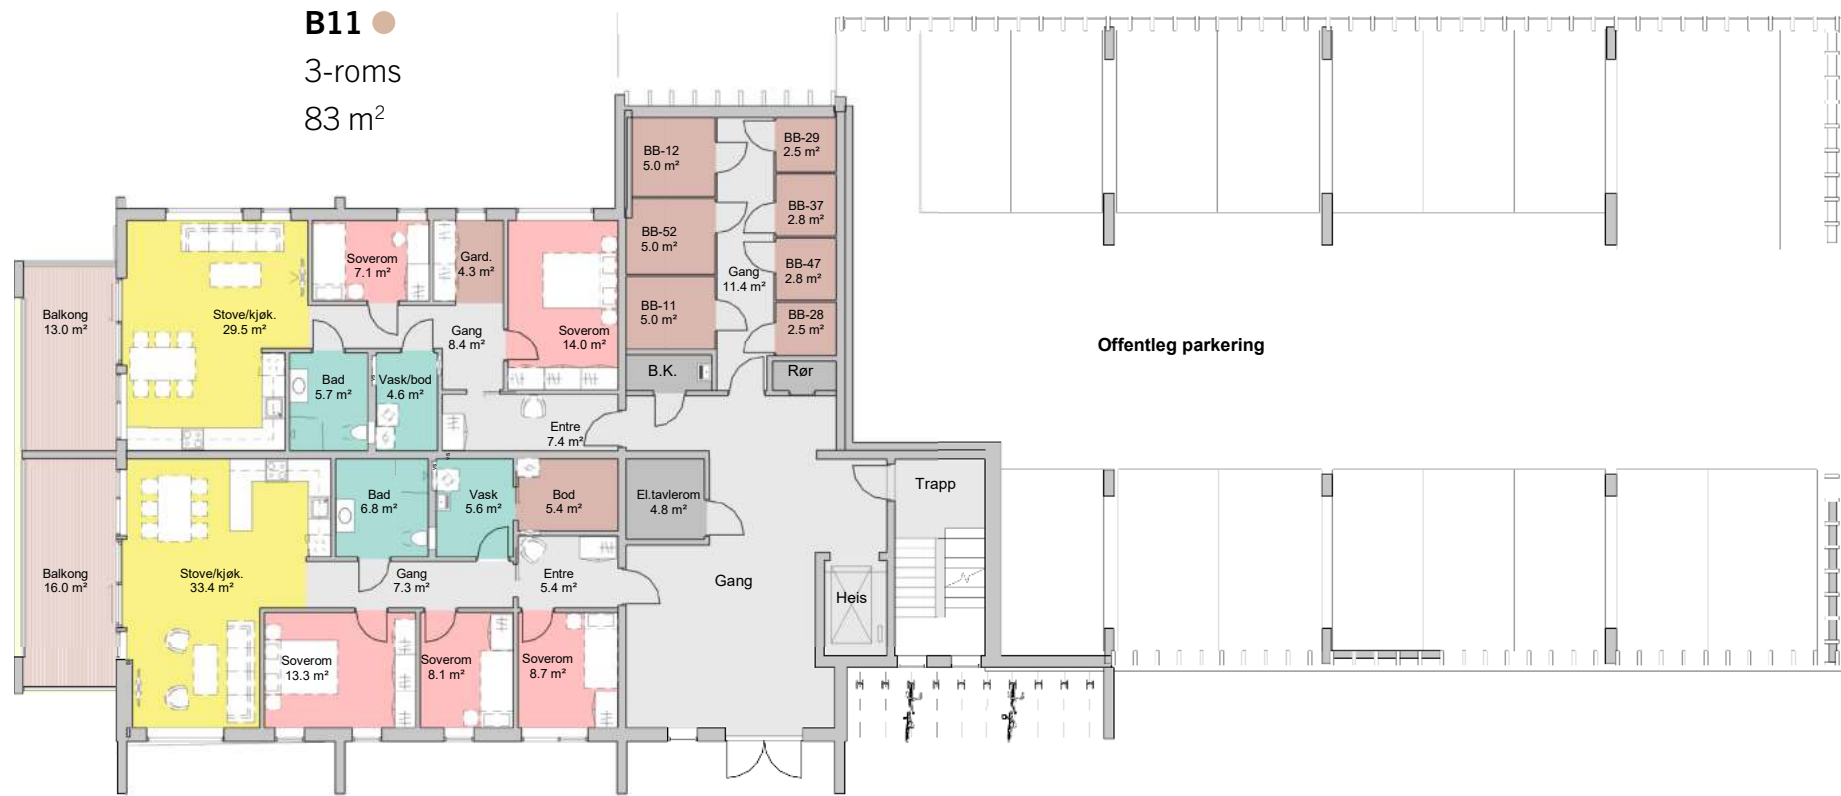 B11
3-roms
83 m²
BB-12
5.0 m²
BB-29
2.5 m²
BB-37
2.8 m²
BB-52
5.0 m²
BB-47
2.8 m²
Gang
11.4 m²
BB-11
5.0 m²
BB-28
2.5 m²
B.K.
Rør
Soverom
7.1 m²
Gard.
4.3 m²
Balkong
13.0 m²
Stove/kjøk.
29.5 m²
Gang
8.4 m²
Soverom
14.0 m²
Bad
5.7 m²
Vask/bod
4.6 m²
Entre
7.4 m²
Offentleg parkering
Bad
6.8 m²
Vask
5.6 m²
Bod
5.4 m²
El.tavlerom
4.8 m²
Trapp
Balkong
16.0 m²
Stove/kjøk.
33.4 m²
Gang
7.3 m²
Entre
5.4 m²
Gang
Heis
Soverom
13.3 m²
Soverom
8.1 m²
Soverom
8.7 m²